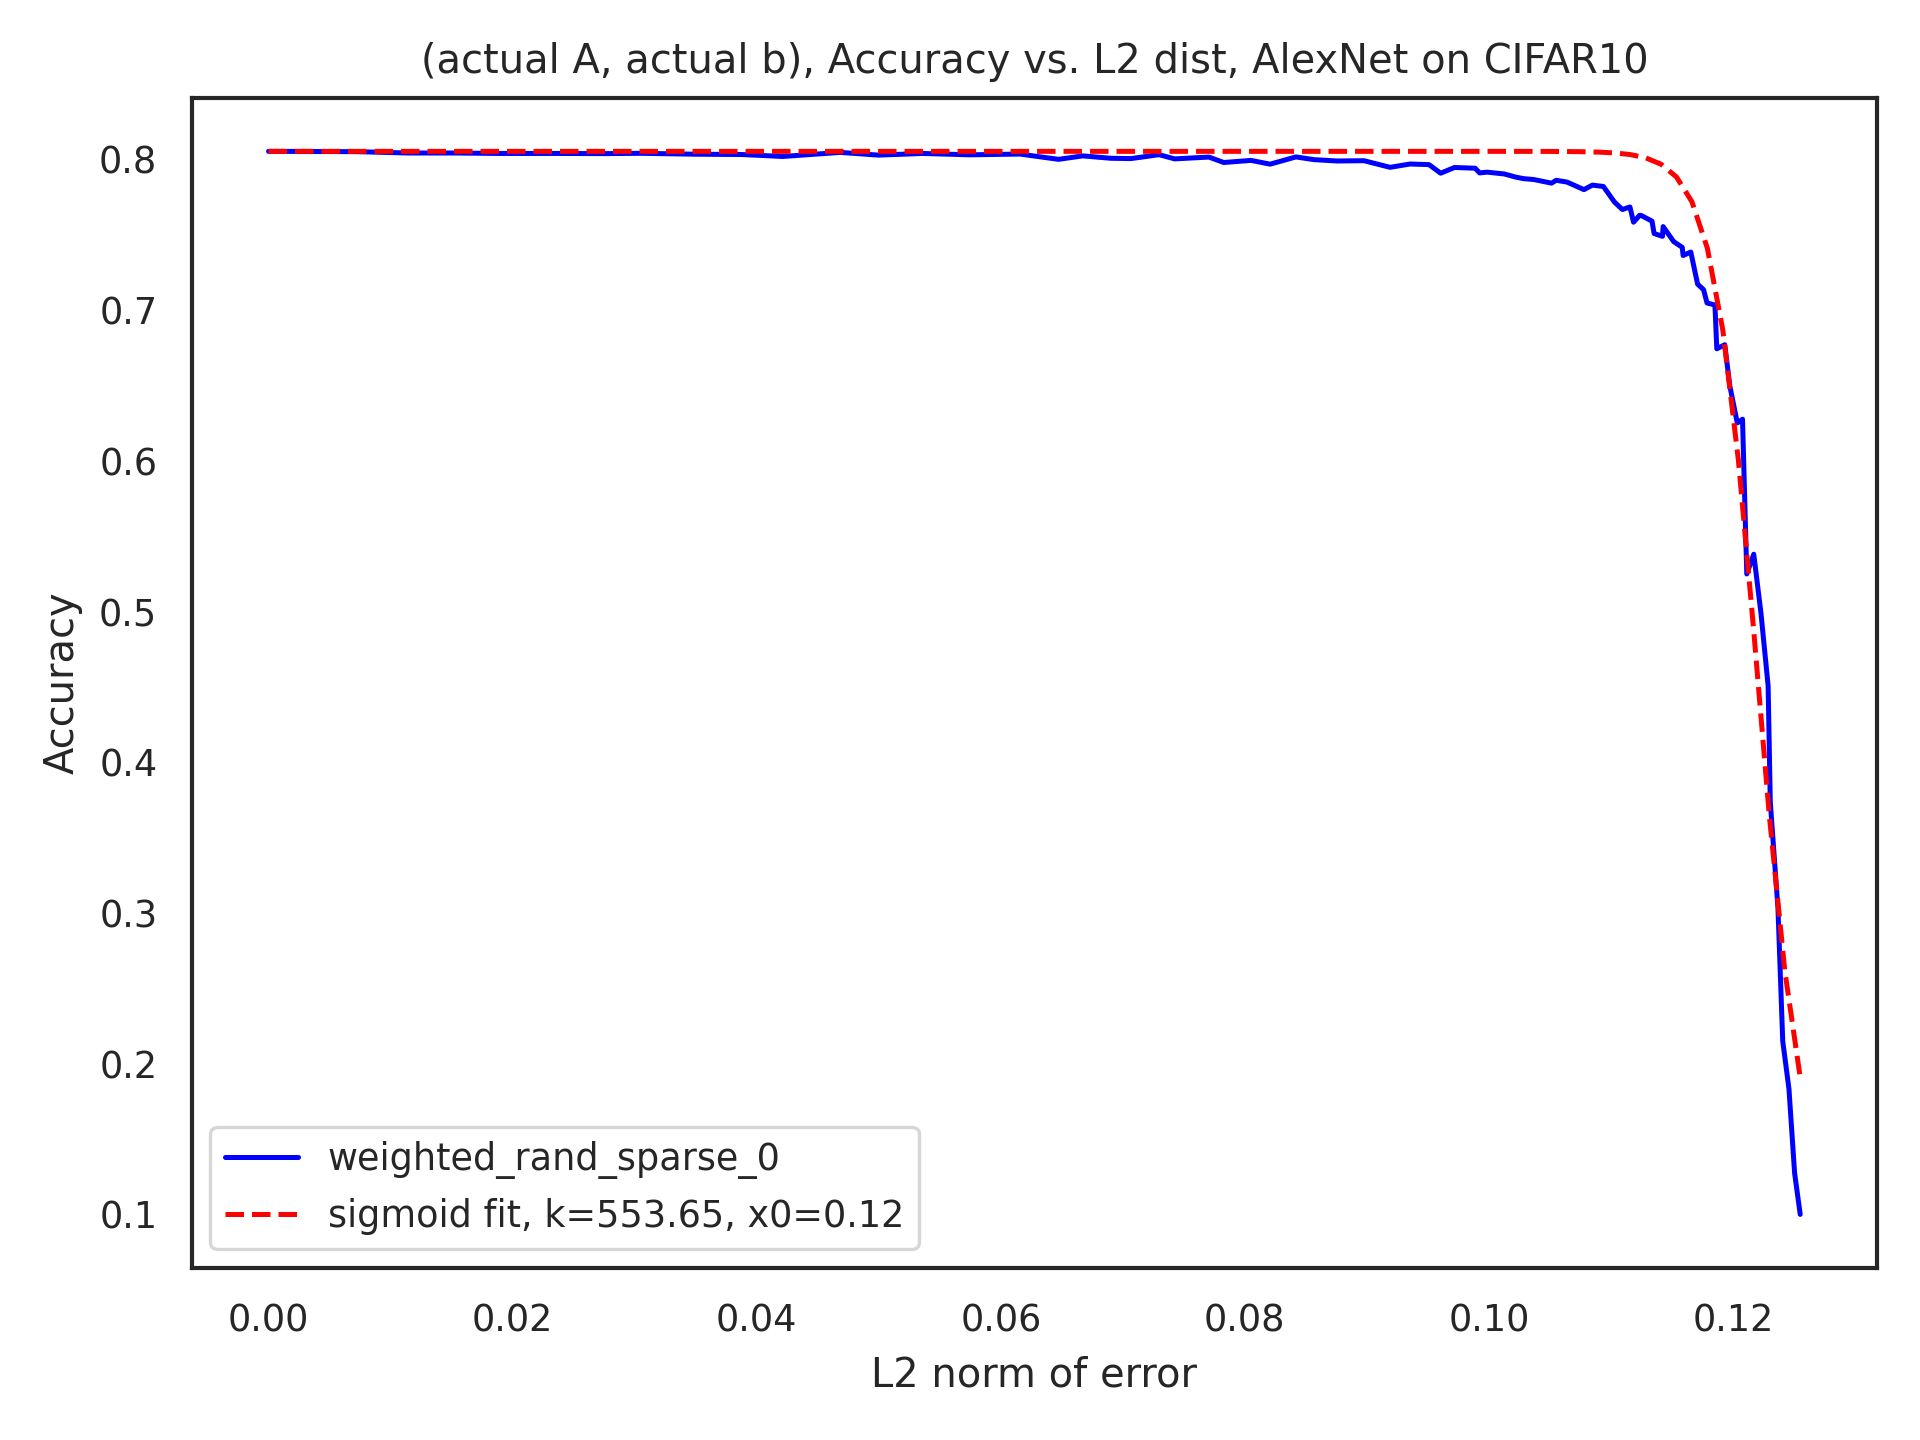 (actual A, actual b), Accuracy vs. L2 dist, AlexNet on CIFAR10
Accuracy
0.8
0.7
0.6
0.5
0.4
0.3
0.2
0.1
weighted_rand_sparse_0
sigmoid fit, k=553.65, x0=0.12
0.00 0.02 0.04 0.06 0.08 0.10 0.12
L2 norm of error